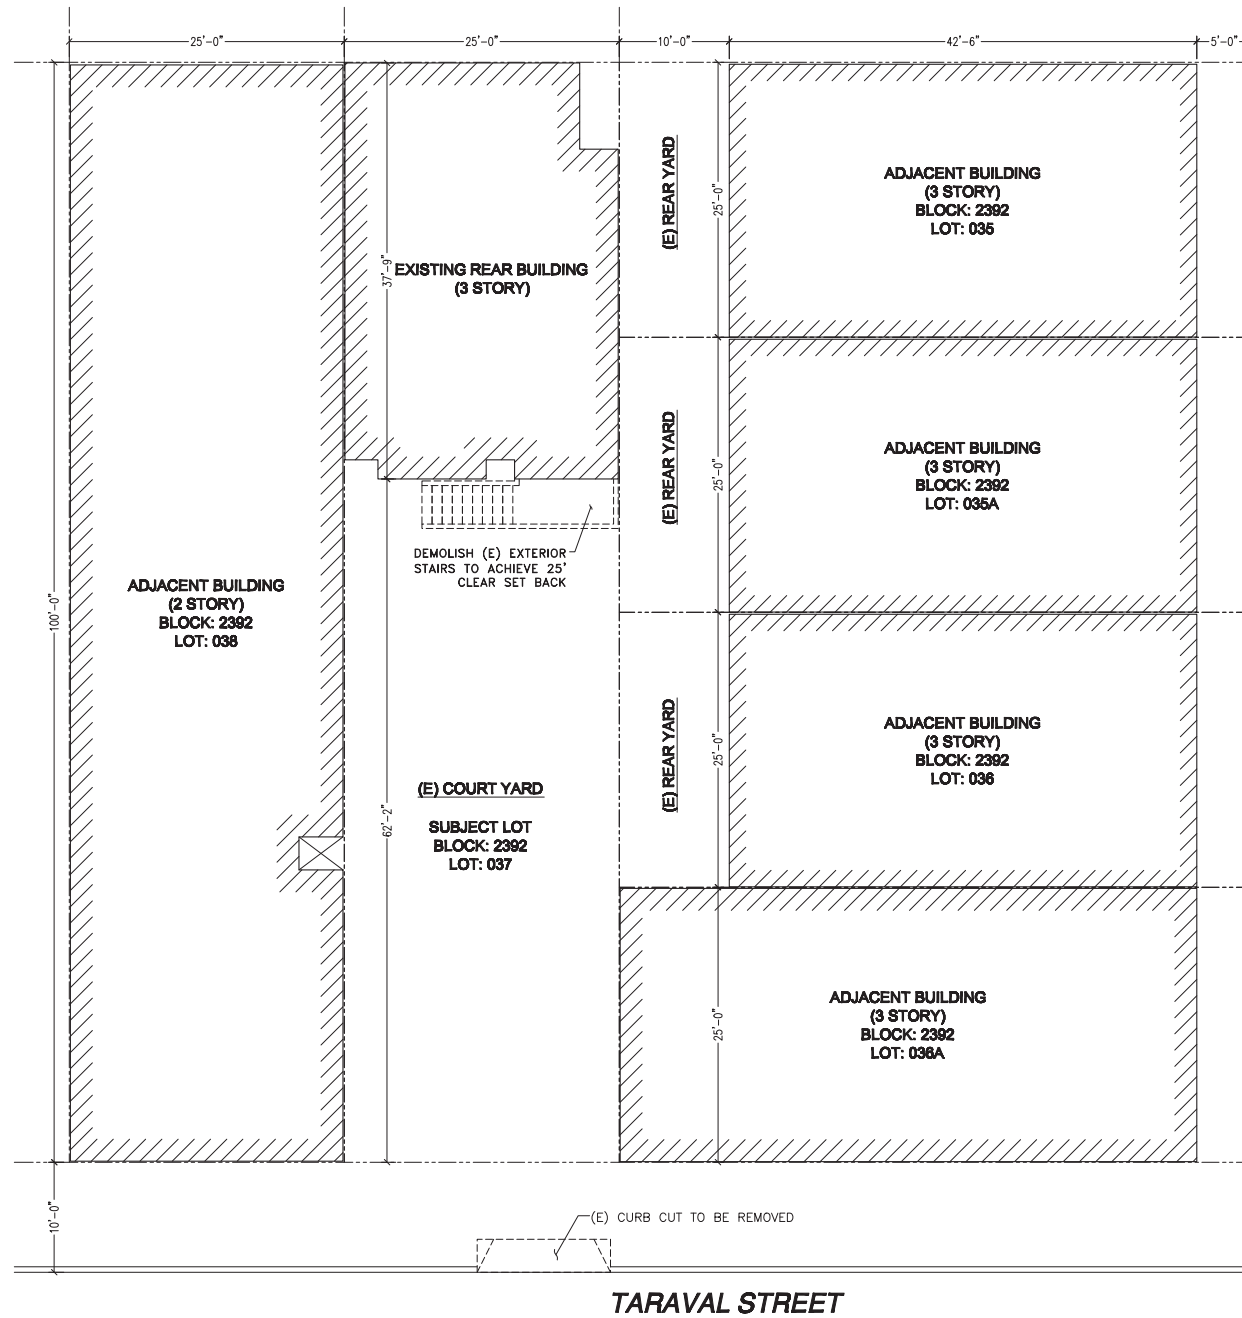 25'-0"
25'-0"
10'-0"
42'-6"
5'-0"
(E) REAR YARD
25'-0"
ADJACENT BUILDING
(3 STORY)
BLOCK: 2392
LOT: 035
37'-9"
EXISTING REAR BUILDING
(3 STORY)
(E) REAR YARD
25'-0"
ADJACENT BUILDING
(3 STORY)
BLOCK: 2392
LOT: 035A
DEMOLISH (E) EXTERIOR
STAIRS TO ACHIEVE 25'
CLEAR SET BACK
100'-0"
ADJACENT BUILDING
(2 STORY)
BLOCK: 2392
LOT: 038
(E) REAR YARD
25'-0"
ADJACENT BUILDING
(3 STORY)
BLOCK: 2392
LOT: 036
62'-2"
(E) COURT YARD
SUBJECT LOT
BLOCK: 2392
LOT: 037
25'-0"
ADJACENT BUILDING
(3 STORY)
BLOCK: 2392
LOT: 036A
10'-0"
(E) CURB CUT TO BE REMOVED
TARAVAL STREET